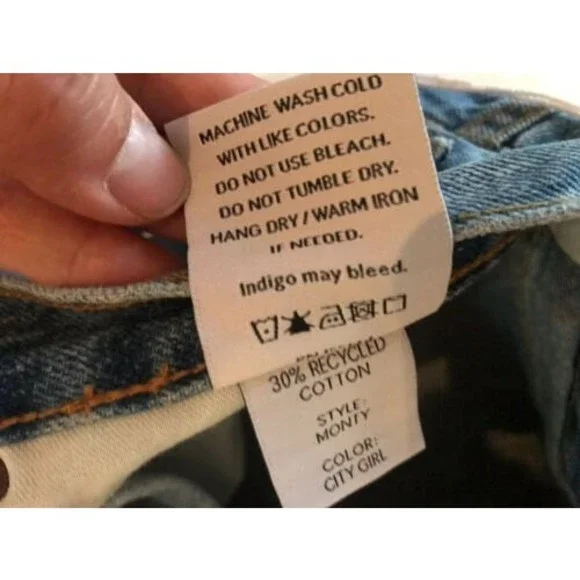 MACHINE WASH COLD
WITH LIKE COLORS.
DO NOT USE BLEACH.
DO NOT TUMBLE DRY.
HANG DRY / WARM IRON
IF NEEDED.
Indigo may bleed.
30% RECYCLED
COTTON
STYLE:
MONTY
COLOR:
CITY GIRL